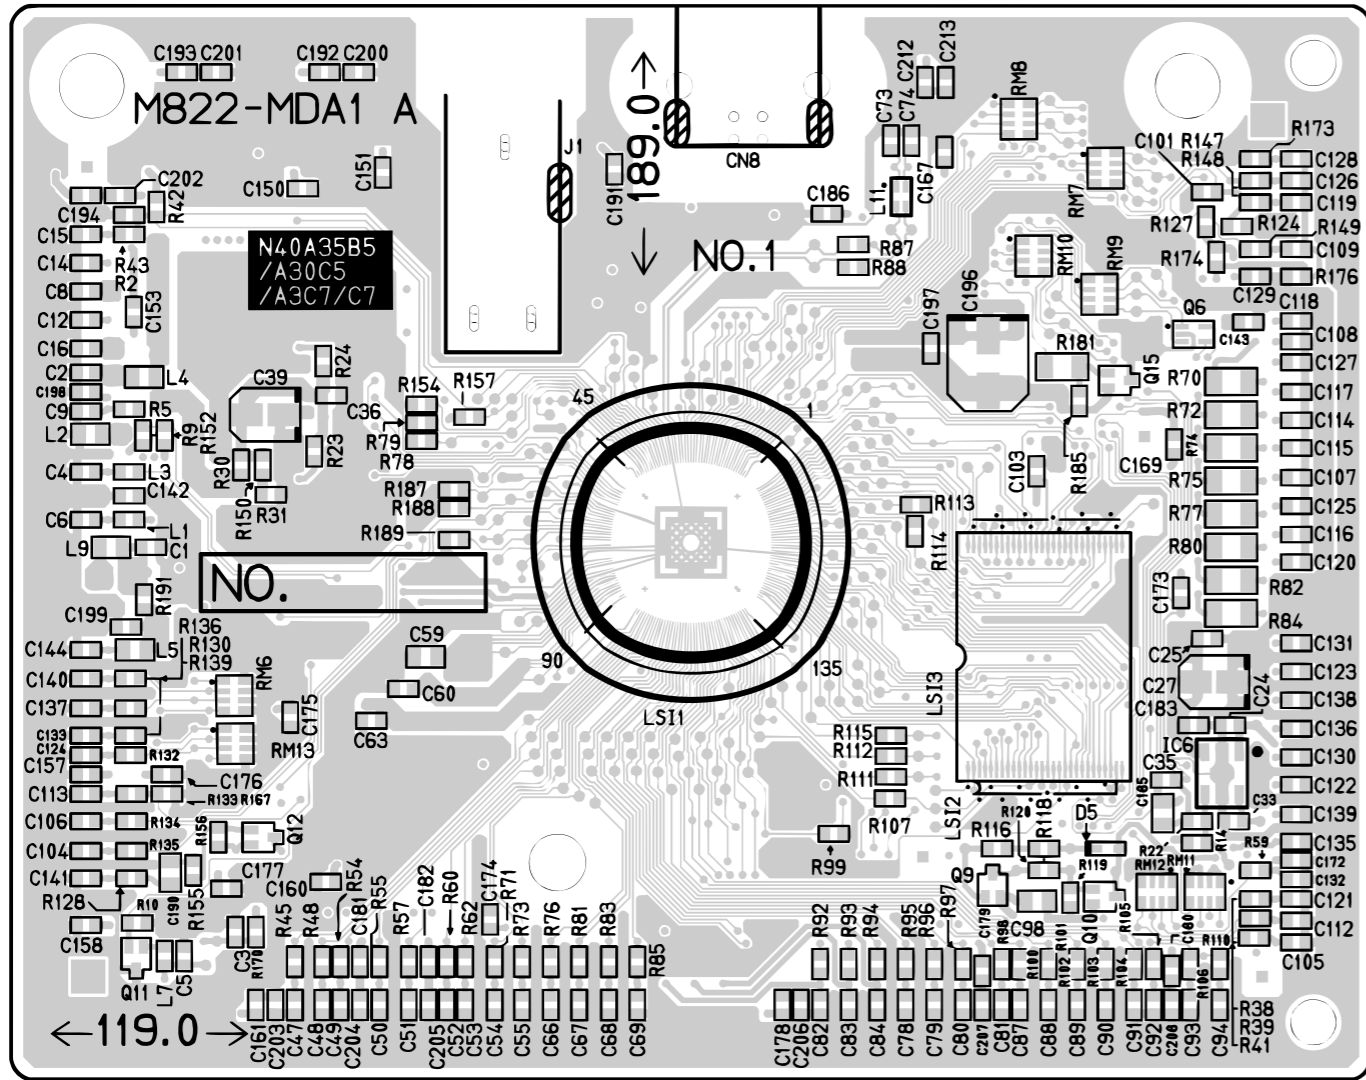 C193 C201 C192 C200
M822-MDA1 A
189.0
J1
CN8
C212 C213
C73 C74
RM8
C101 R147 R173
R148 C128
C126
C119
R127 R124 R149
R174 C109
R176
C129 C118
RM7
C167
L11.
C186
C191
C151
C150
C202
R42
C194
C15
C14 R43
R2
C8
C153
C12
N40A35B5
/A30C5
/A3C7/C7
NO.1
R87
R88
RM10
RM9
C197 C196
Q6
C143
C108
C127
C16
C2 L4
C198
C9 R5
L2 R9 R152
C39 R24
C36
R23
R30
R150 R31
R154 R157
R79
R78
45 1
R181 Q15
R185
R70
R72
R74
R75
R77
R80
R82
R84
C117
C114
C115
C107
C125
C116
C120
C169
C103
C4 L3
C142
C6 L1
L9 C1
R187
R188
R189
R113
R114
C173
NO.
R191
C199
C144 L5
R136
R130
R139
C140
RM6
C137
C175
C133
C124 R132
RM13
C157
C176
C113
R133 R167
C106 R134
C59
C60
C63
90 135
LSI1
LSI3
C25
C27
C24
C183
IC6
C35
C185
C33
C131
C123
C138
C136
C130
C122
C139
C135
C172
C132
C121
C112
C105
R115
R112
R111
R107
R99
LSI2
R120 R118 D5
R116
R119
R22
R14
RM12 RM11
R59
Q9
C179 R98 C98 R101 Q10 R105 C180
R110
C104 R135
R156 Q12
C177
C141
C190 R155
R128 R10
C158
Q11 L7 C5
C3 R170
C160
R45 R48 R54 C181 R55 R57 C182 R60 R62 C174 R71 R73 R76 R81 R83 R85
R92 R93 R94 R95 R96 R97
R100 R102 R103 R104 R106
119.0
C161 C203 C47 C48 C49 C204 C50 C51 C205 C52 C53 C54 C55 C66 C67 C68 C69
C178 C206 C82 C83 C84 C78 C79 C80 C207 C81 C87 C88 C89 C90 C91 C92 C208 C93 C94
R38
R39
R41